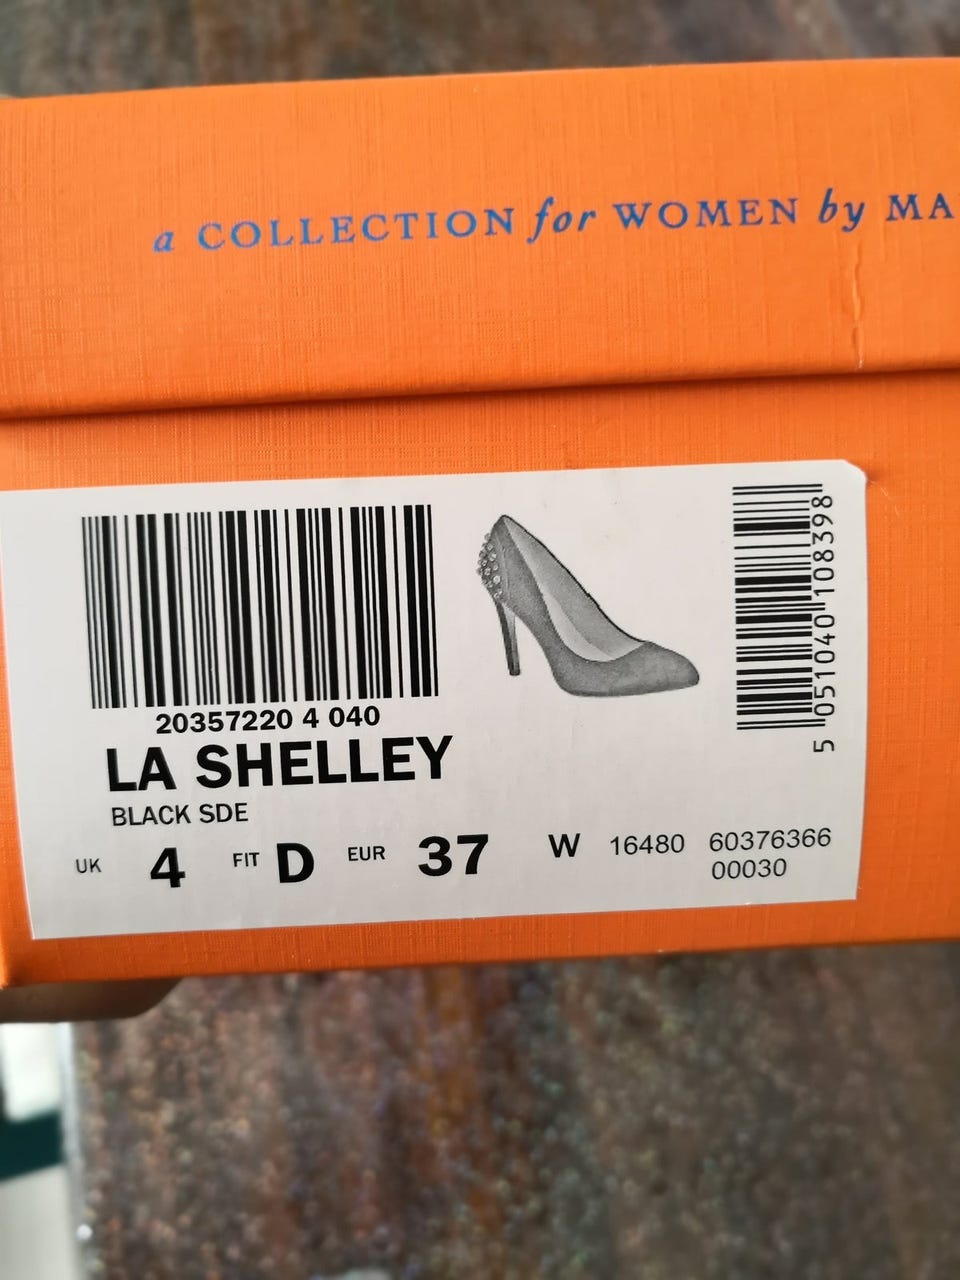 a COLLECTION for WOMEN by MA
20357220 4 040
LA SHELLEY
BLACK SDE
UK 4 FIT D EUR 37 W 16480 60376366
00030
5 051040 108398